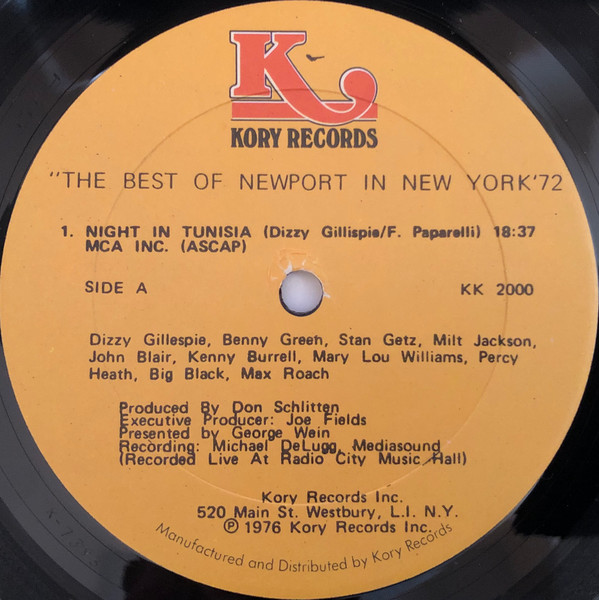 K
KORY RECORDS
"THE BEST OF NEWPORT IN NEW YORK'72
1. NIGHT IN TUNISIA (Dizzy Gillispie/F. Paparelli) 18:37
MCA INC. (ASCAP)
SIDE A KK 2000
Dizzy Gillespie, Benny Green, Stan Getz, Milt Jackson,
John Blair, Kenny Burrell, Mary Lou Williams, Percy
Heath, Big Black, Max Roach
Produced By Don Schlitten
Executive Producer: Joe Fields
Presented by George Wein
Recording: Michael DeLugg, Mediasound
(Recorded Live At Radio City Music Hall)
Kory Records Inc.
520 Main St. Westbury, L.I. N.Y.
℗ 1976 Kory Records Inc.
Manufactured and Distributed by Kory Records